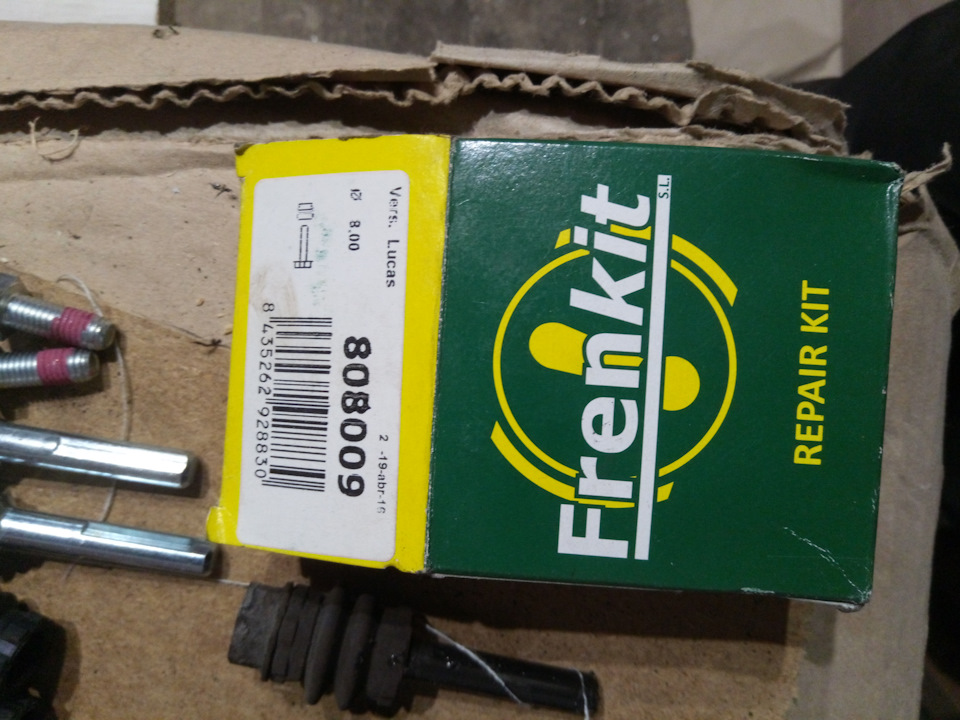 Vers. Lucas
Ø 8.00
808009
2 -19-abr-16
8 435262 928830
Frenkit S.L.
REPAIR KIT